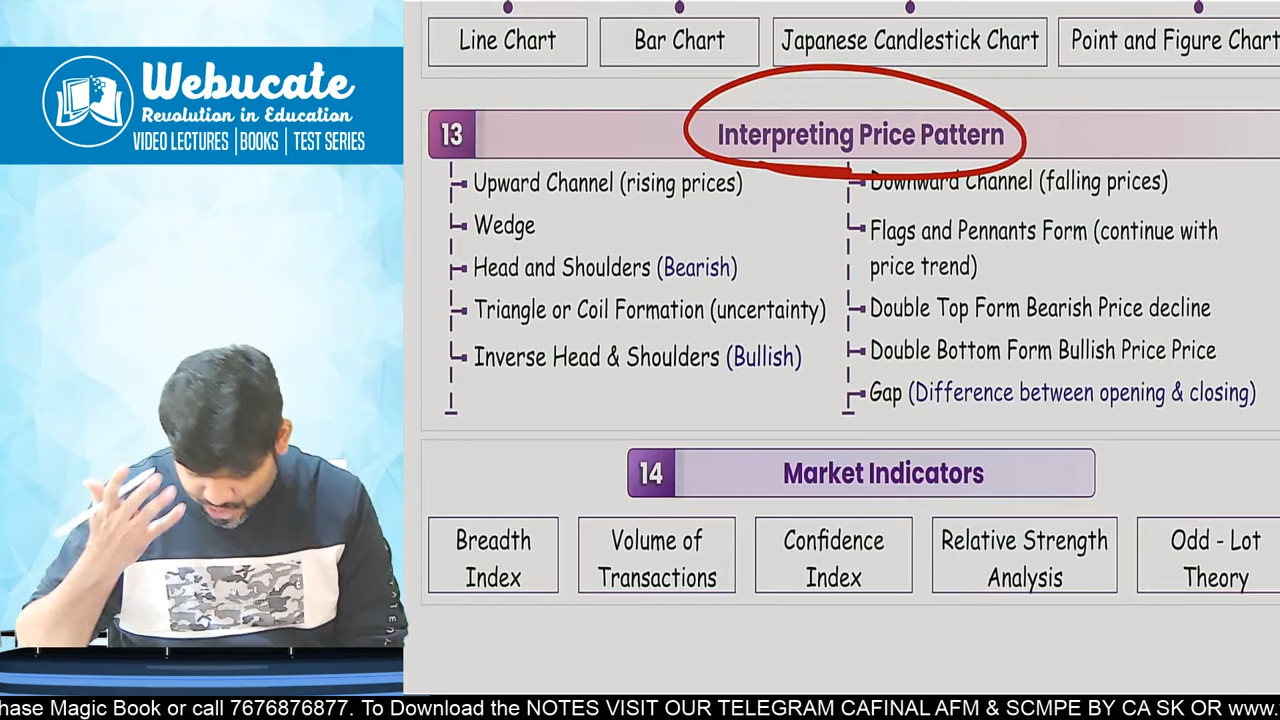 Webucate
Revolution in Education
VIDEO LECTURES | BOOKS | TEST SERIES
Line Chart
Bar Chart
Japanese Candlestick Chart
Point and Figure Chart
13
Interpreting Price Pattern
Upward Channel (rising prices)
Wedge
Head and Shoulders (Bearish)
Triangle or Coil Formation (uncertainty)
Inverse Head & Shoulders (Bullish)
Downward Channel (falling prices)
Flags and Pennants Form (continue with
price trend)
Double Top Form Bearish Price decline
Double Bottom Form Bullish Price Price
Gap (Difference between opening & closing)
14
Market Indicators
Breadth
Index
Volume of
Transactions
Confidence
Index
Relative Strength
Analysis
Odd - Lot
Theory
hase Magic Book or call 7676876877. To Download the NOTES VISIT OUR TELEGRAM CAFINAL AFM & SCMPE BY CA SK OR www.